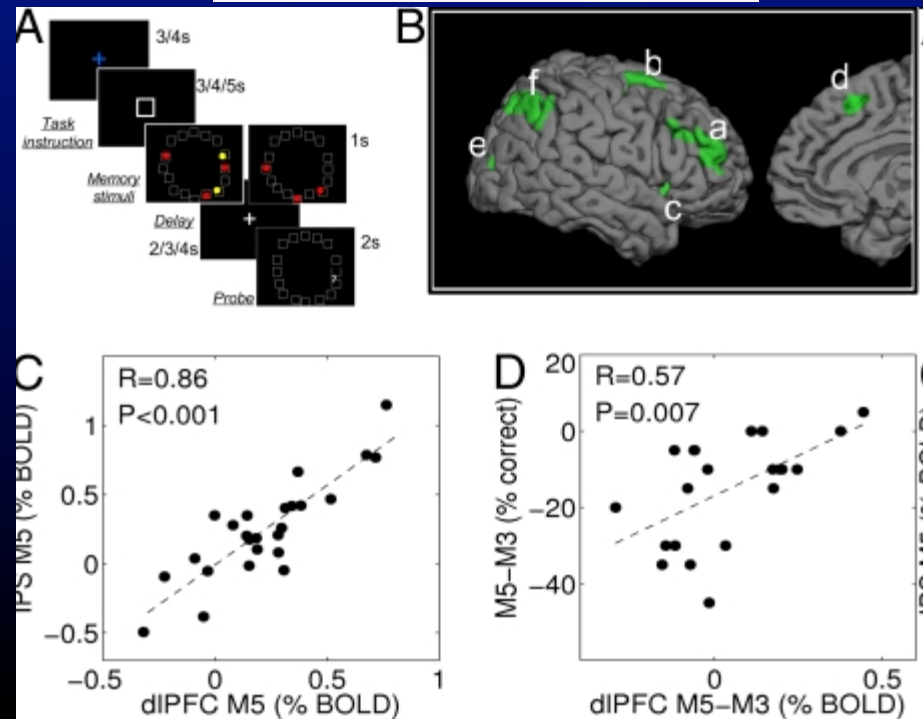 A
3/4s
3/4/5s
Task
instruction
1s
Memory
stimuli
Delay
2/3/4s
2s
?
Probe
B
a
b
c
d
e
f
C
R=0.86
P<0.001
IPS M5 (% BOLD)
1
0.5
0
−0.5
−0.5 0 0.5 1
dlPFC M5 (% BOLD)
D
R=0.57
P=0.007
M5−M3 (% correct)
20
0
−20
−40
0 0.5
dlPFC M5−M3 (% BOLD)